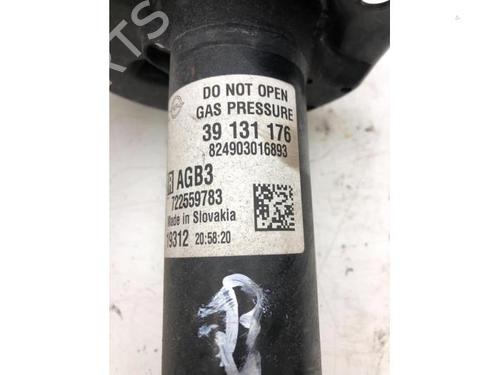 DO NOT OPEN
GAS PRESSURE
39 131 176
824903016893
R AGB3
722559783
Made in Slovakia
19312 20:58:20